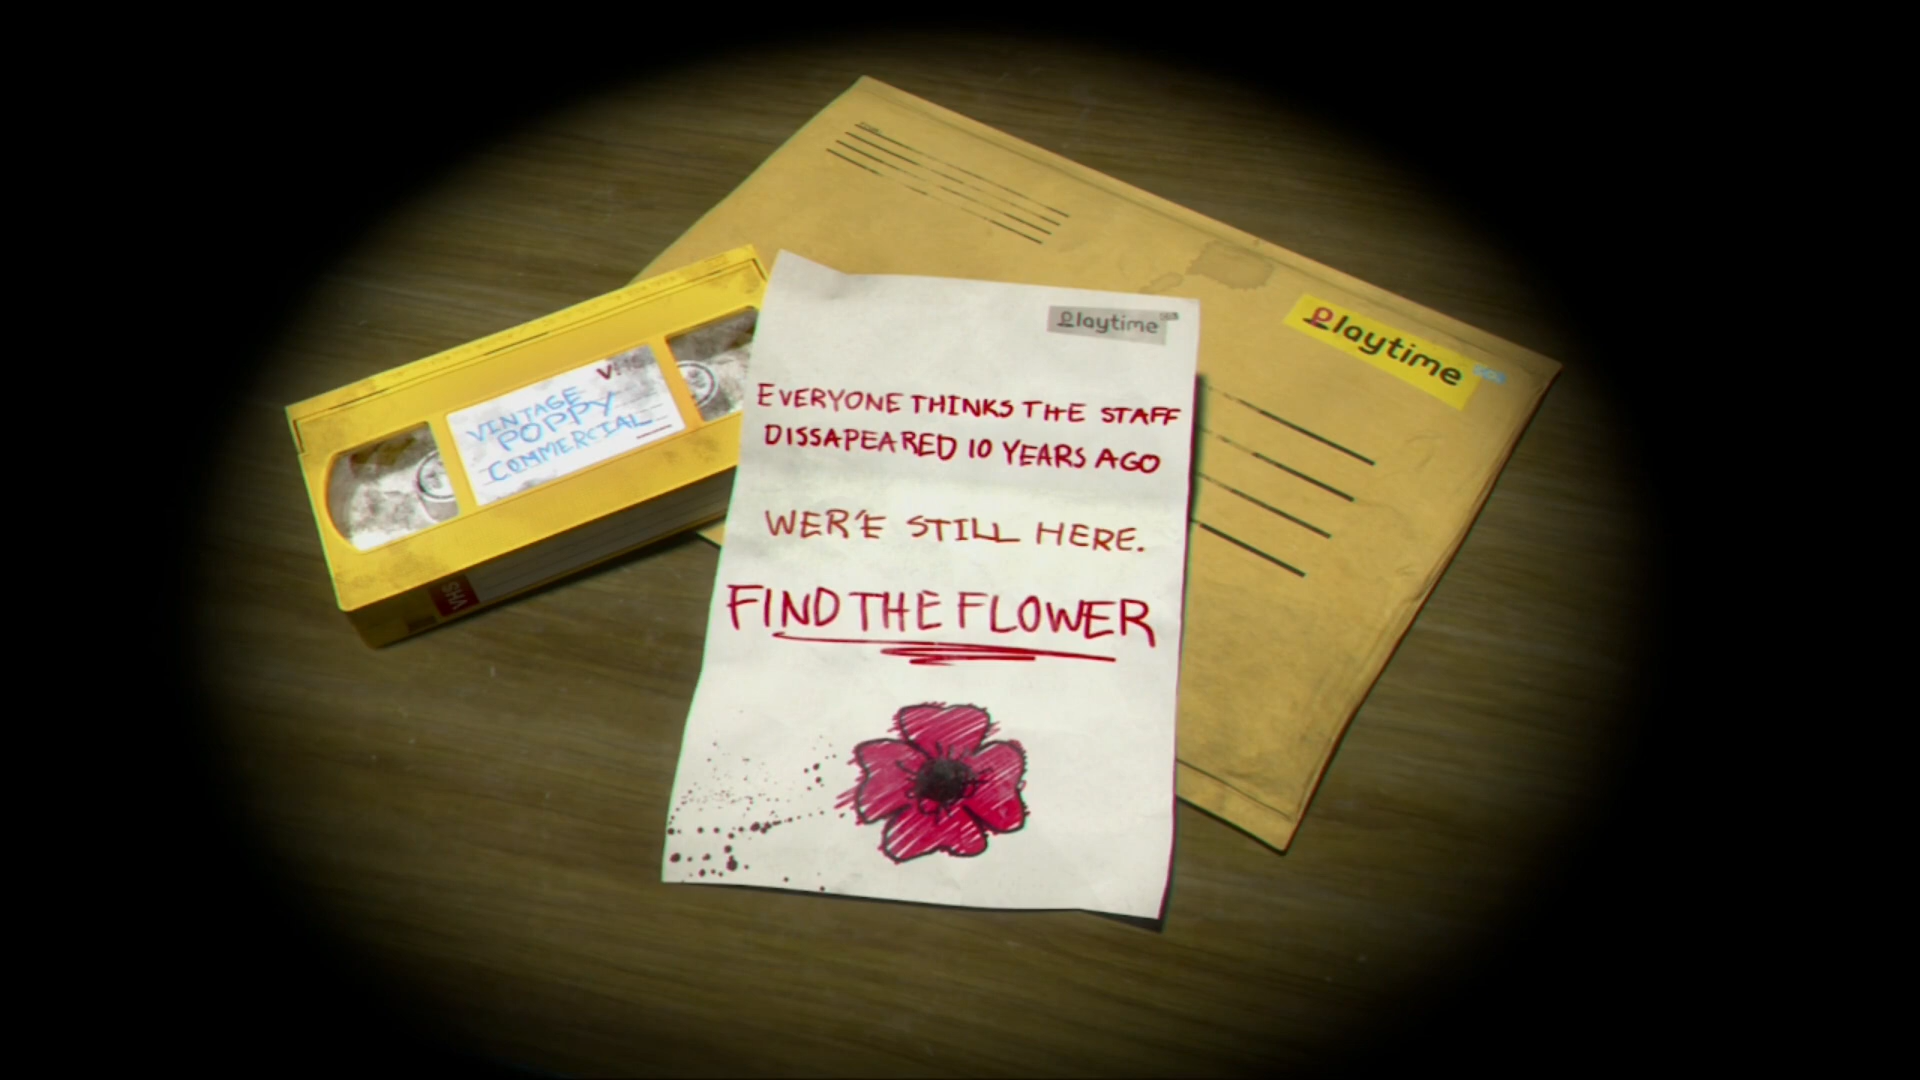 Playtime
Playtime
VHS
VINTAGE
POPPY
COMMERCIAL
EVERYONE THINKS THE STAFF
DISSAPEARED 10 YEARS AGO
WER'E STILL HERE.
FIND THE FLOWER
VHS